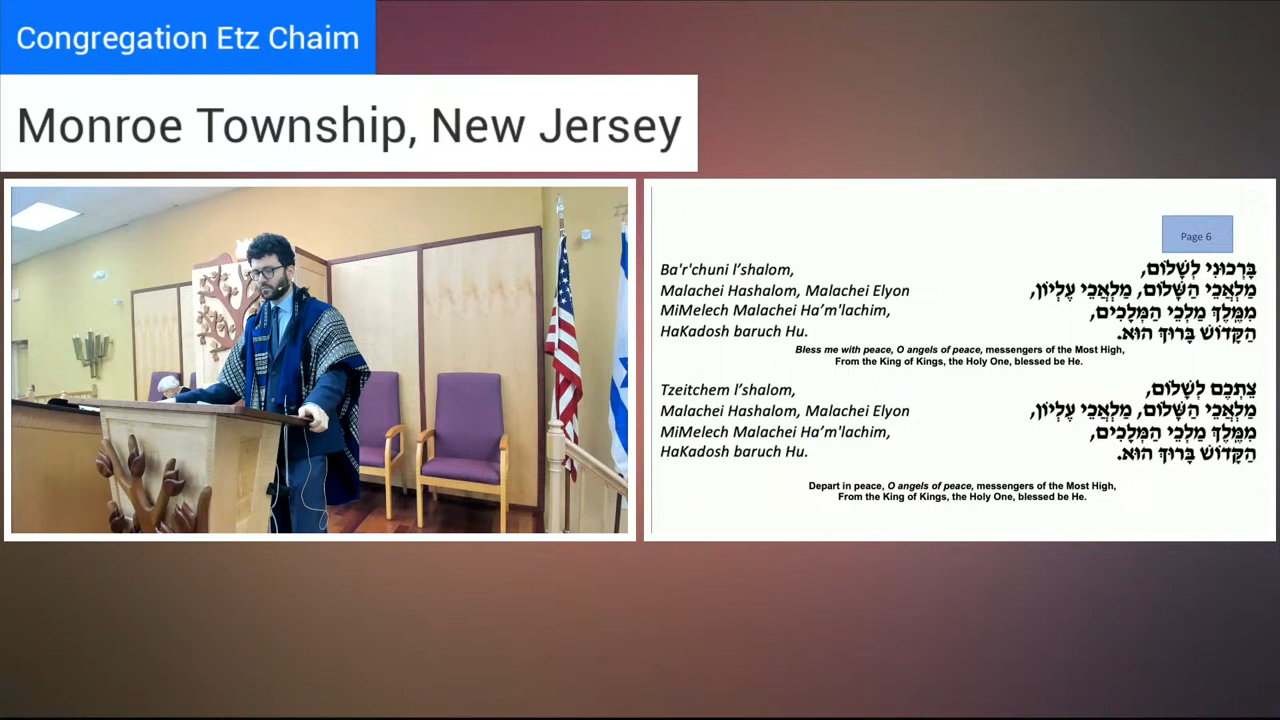 Congregation Etz Chaim
Monroe Township, New Jersey
Page 6
Ba'r'chuni l’shalom,
Malachei Hashalom, Malachei Elyon
MiMelech Malachei Ha’m'lachim,
HaKadosh baruch Hu.
בָּרְכוּנִי לְשָׁלוֹם,
מַלְאֲכֵי הַשָּׁלוֹם, מַלְאֲכֵי עֶלְיוֹן,
מִמֶּלֶךְ מַלְכֵי הַמְּלָכִים,
הַקָּדוֹשׁ בָּרוּךְ הוּא.
Bless me with peace, O angels of peace, messengers of the Most High,
From the King of Kings, the Holy One, blessed be He.
Tzeitchem l’shalom,
Malachei Hashalom, Malachei Elyon
MiMelech Malachei Ha’m'lachim,
HaKadosh baruch Hu.
צֵתְכֶם לְשָׁלוֹם,
מַלְאֲכֵי הַשָּׁלוֹם, מַלְאֲכֵי עֶלְיוֹן,
מִמֶּלֶךְ מַלְכֵי הַמְּלָכִים,
הַקָּדוֹשׁ בָּרוּךְ הוּא.
Depart in peace, O angels of peace, messengers of the Most High,
From the King of Kings, the Holy One, blessed be He.